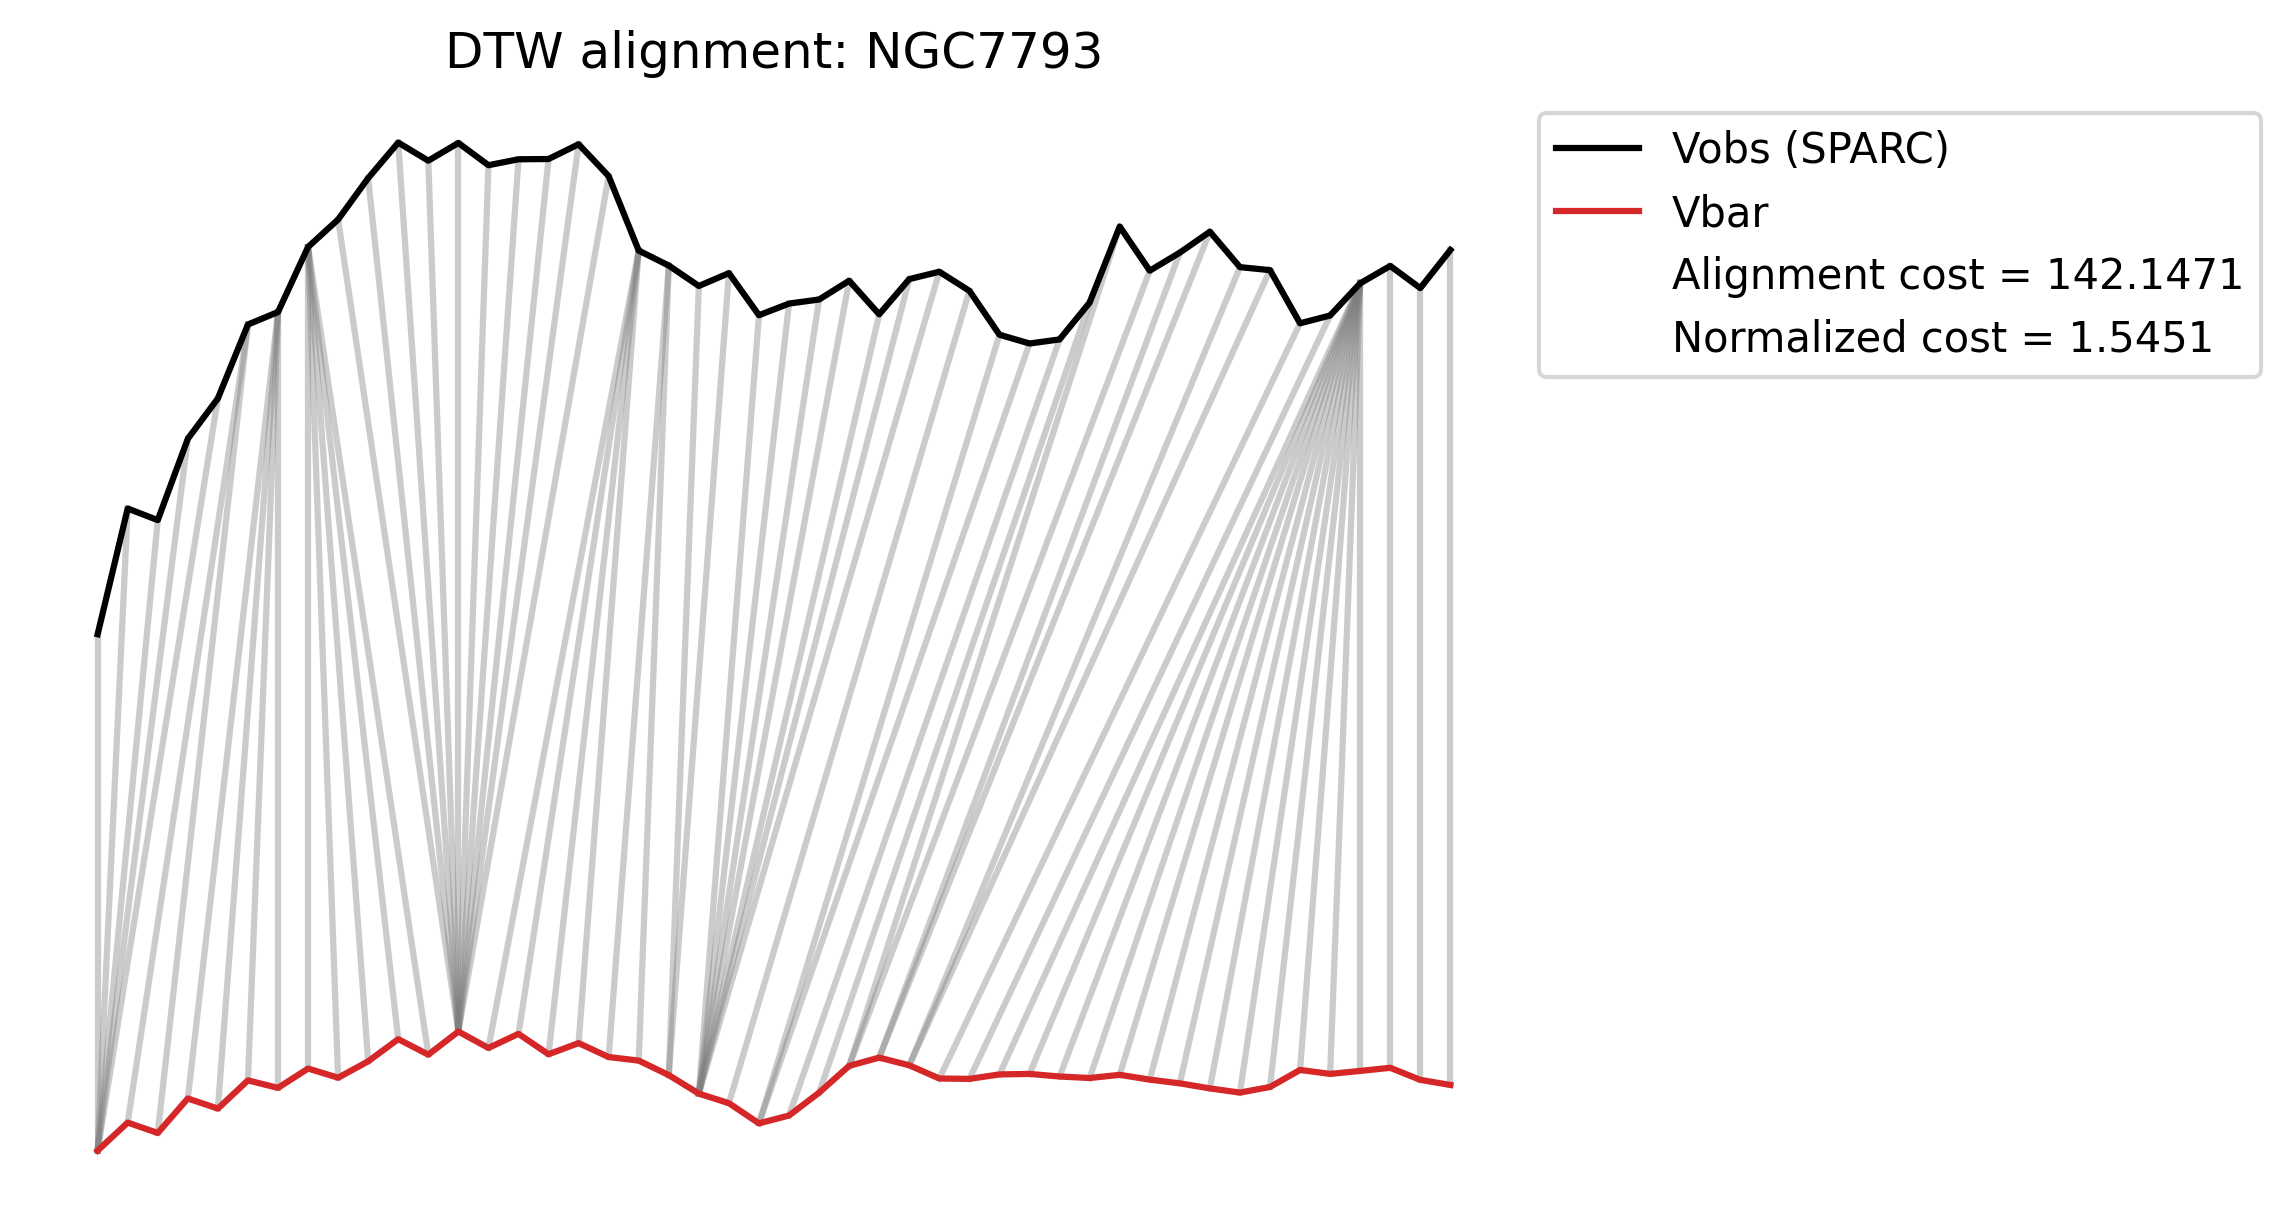 DTW alignment: NGC7793
Vobs (SPARC)
Vbar
Alignment cost = 142.1471
Normalized cost = 1.5451